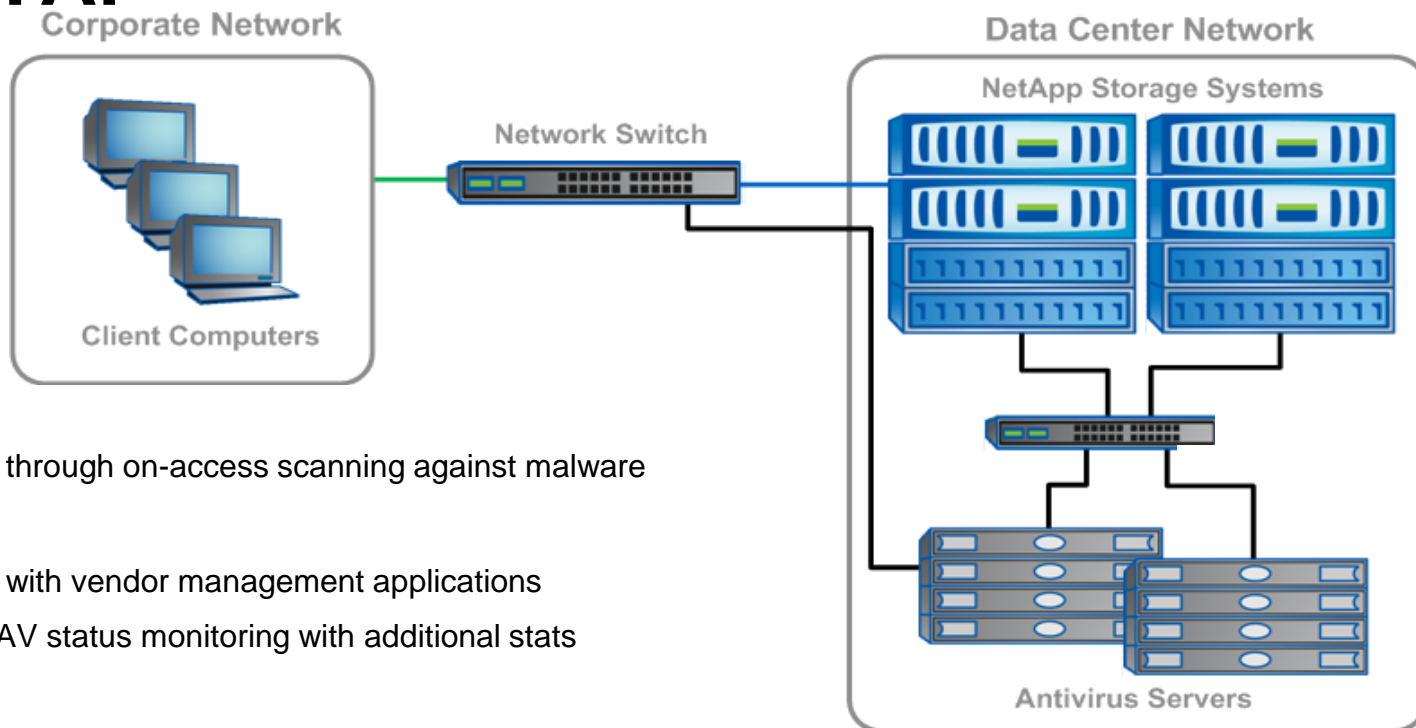 Corporate Network
Data Center Network
NetApp Storage Systems
Network Switch
Client Computers
through on-access scanning against malware
with vendor management applications
AV status monitoring with additional stats
Antivirus Servers